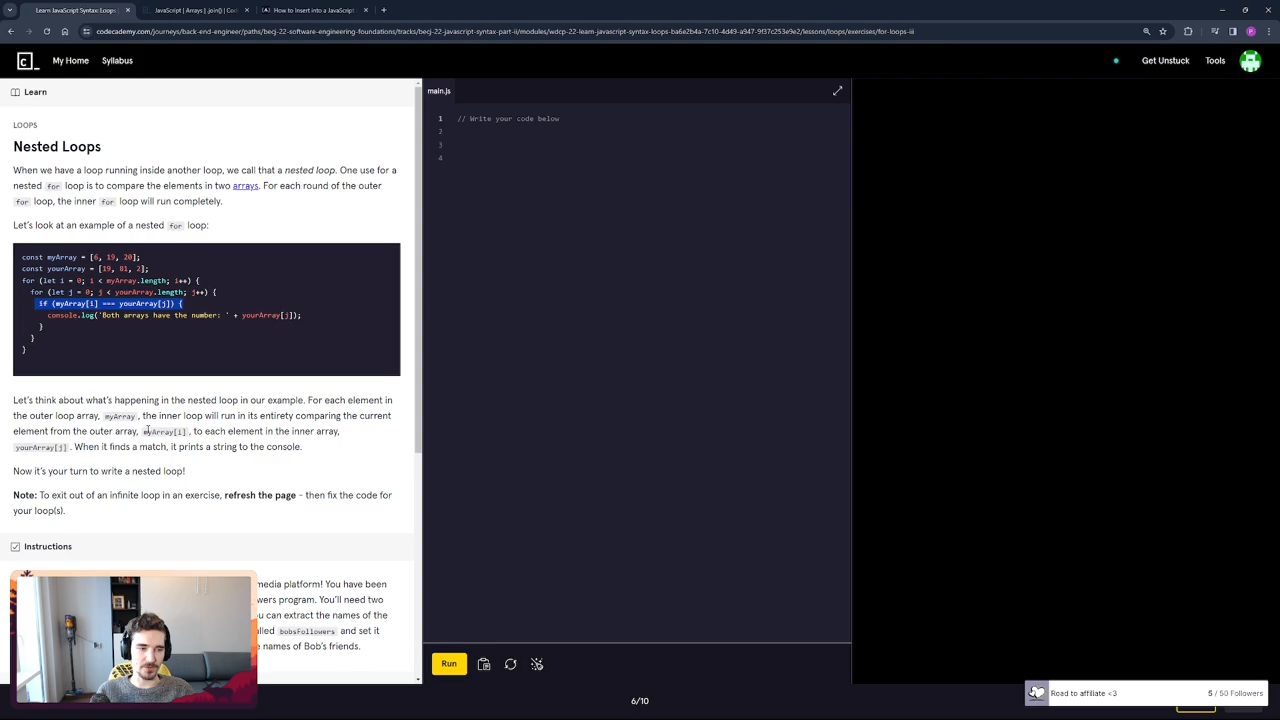 Learn JavaScript Syntax: Loops
JavaScript | Arrays | .join() | Co
How to Insert into a JavaScript
codecademy.com/journeys/back-end-engineer/paths/becj-22-software-engineering-foundations/tracks/becj-22-javascript-syntax-part-ii/modules/wdcp-22-learn-javascript-syntax-loops-ba6e2b4a-7c10-4d49-a947-9f37c253e9e2/lessons/loops/exercises/for-loops-iii
c_
My Home
Syllabus
Get Unstuck
Tools
Learn
main.js
LOOPS
Nested Loops
When we have a loop running inside another loop, we call that a nested loop. One use for a
nested for loop is to compare the elements in two arrays. For each round of the outer
for loop, the inner for loop will run completely.
Let's look at an example of a nested for loop:
const myArray = [6, 19, 20];
const yourArray = [19, 81, 2];
for (let i = 0; i < myArray.length; i++) {
for (let j = 0; j < yourArray.length; j++) {
if (myArray[i] === yourArray[j]) {
console.log('Both arrays have the number: ' + yourArray[j]);
}
}
}
Let's think about what's happening in the nested loop in our example. For each element in
the outer loop array, myArray, the inner loop will run in its entirety comparing the current
element from the outer array, myArray[i], to each element in the inner array,
yourArray[j]. When it finds a match, it prints a string to the console.
Now it's your turn to write a nested loop!
Note: To exit out of an infinite loop in an exercise, refresh the page - then fix the code for
your loop(s).
Instructions
media platform! You have been
wers program. You'll need two
u can extract the names of the
lled bobsFollowers and set it
e names of Bob's friends.
1 // Write your code below
2
3
4
Run
6/10
Road to affiliate <3
5 / 50 Followers